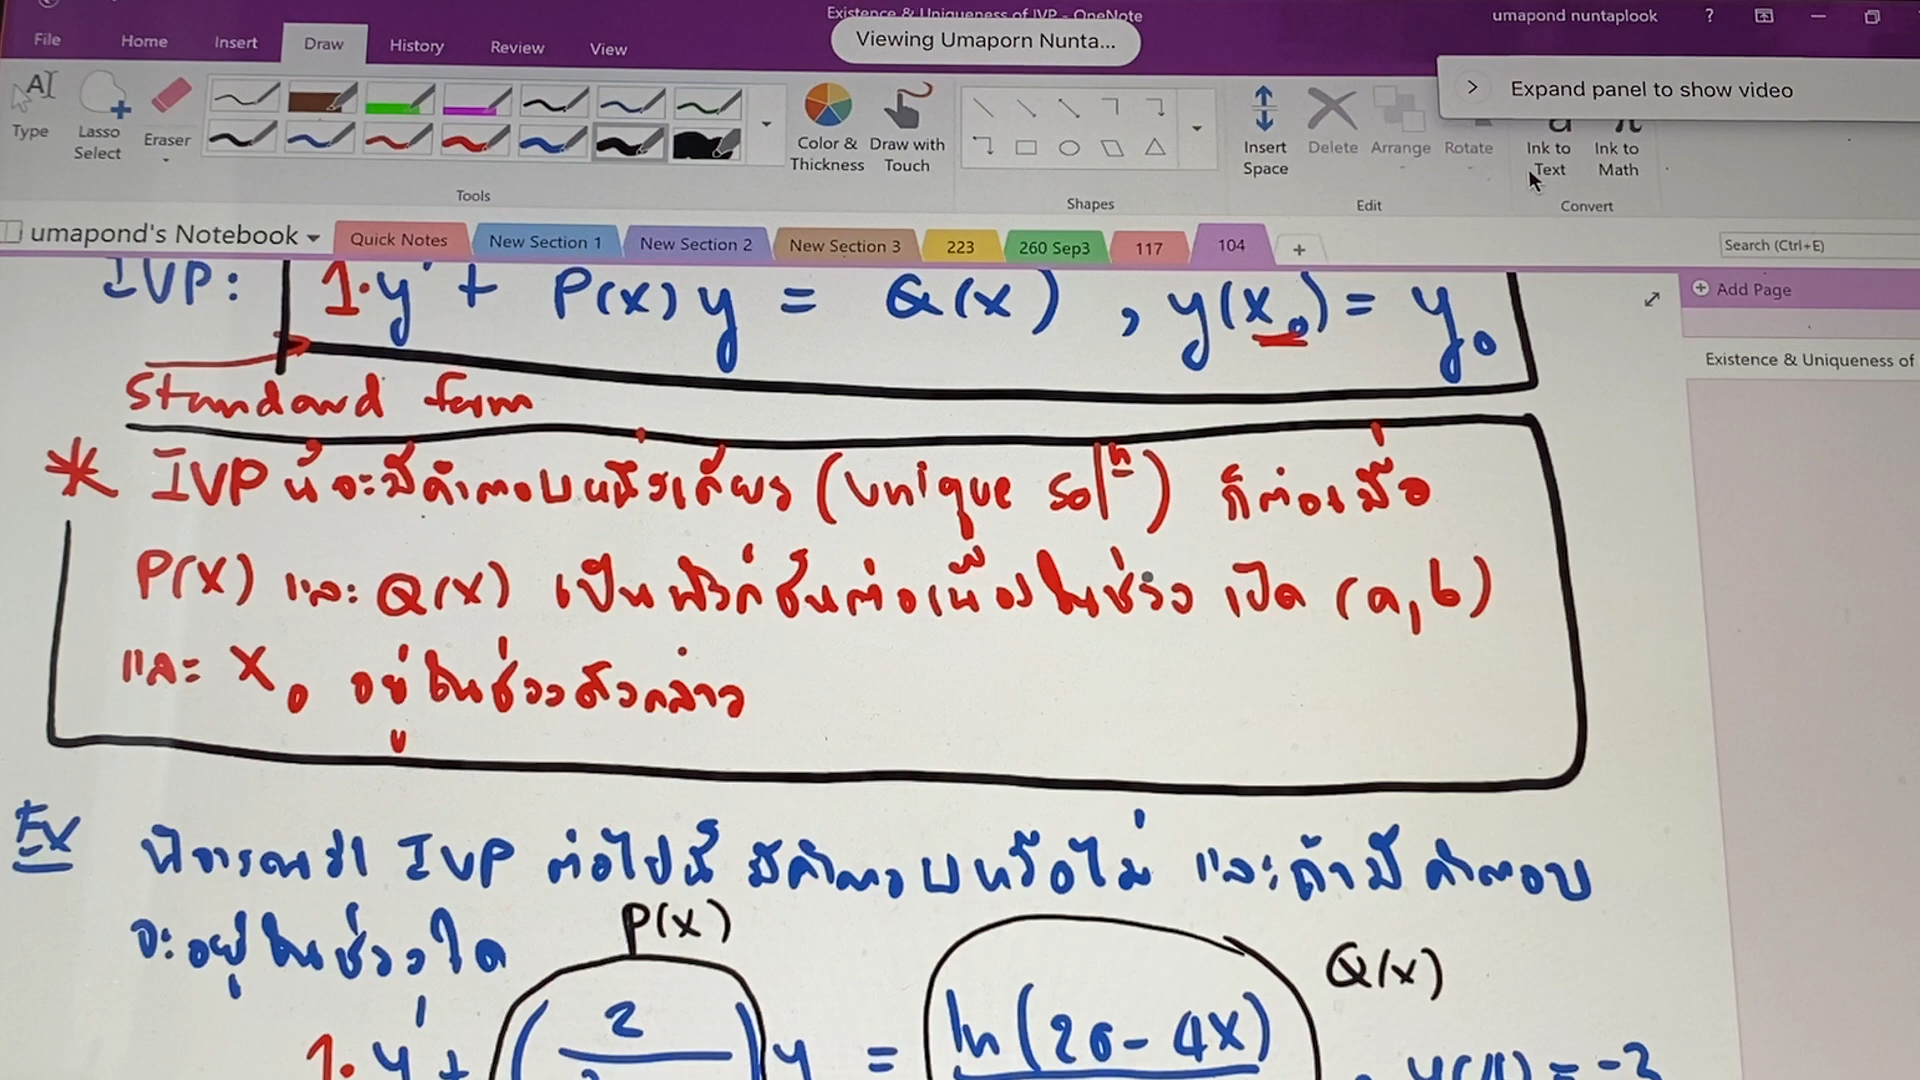 Existence & Uniqueness of IVP - OneNote
umapond nuntaplook
?
Viewing Umaporn Nunta...
File Home Insert Draw History Review View
Expand panel to show video
Type
Lasso Select
Eraser
Color & Thickness
Draw with Touch
Insert Space
Delete
Arrange
Rotate
Ink to Text
Ink to Math
Tools
Shapes
Edit
Convert
umapond's Notebook
Quick Notes
New Section 1
New Section 2
New Section 3
223
260 Sep3
117
104
+
Search (Ctrl+E)
Add Page
Existence & Uniqueness of
IVP: 1·y' + P(x)y = Q(x) , y(x₀) = y₀
Standard form
* IVP นี้จะมีคำตอบหนึ่งเดียว (unique solⁿ) ก็ต่อเมื่อ
P(x) และ Q(x) เป็นฟังก์ชันต่อเนื่องในช่วงเปิด (a,b)
และ x₀ อยู่ในช่วงดังกล่าว
Ex พิจารณาว่า IVP ต่อไปนี้ มีคำตอบหรือไม่ และถ้ามีคำตอบ
จะอยู่ในช่วงใด
P(x)
Q(x)
1·y' + ( 2 ) y = ln(26-4x)